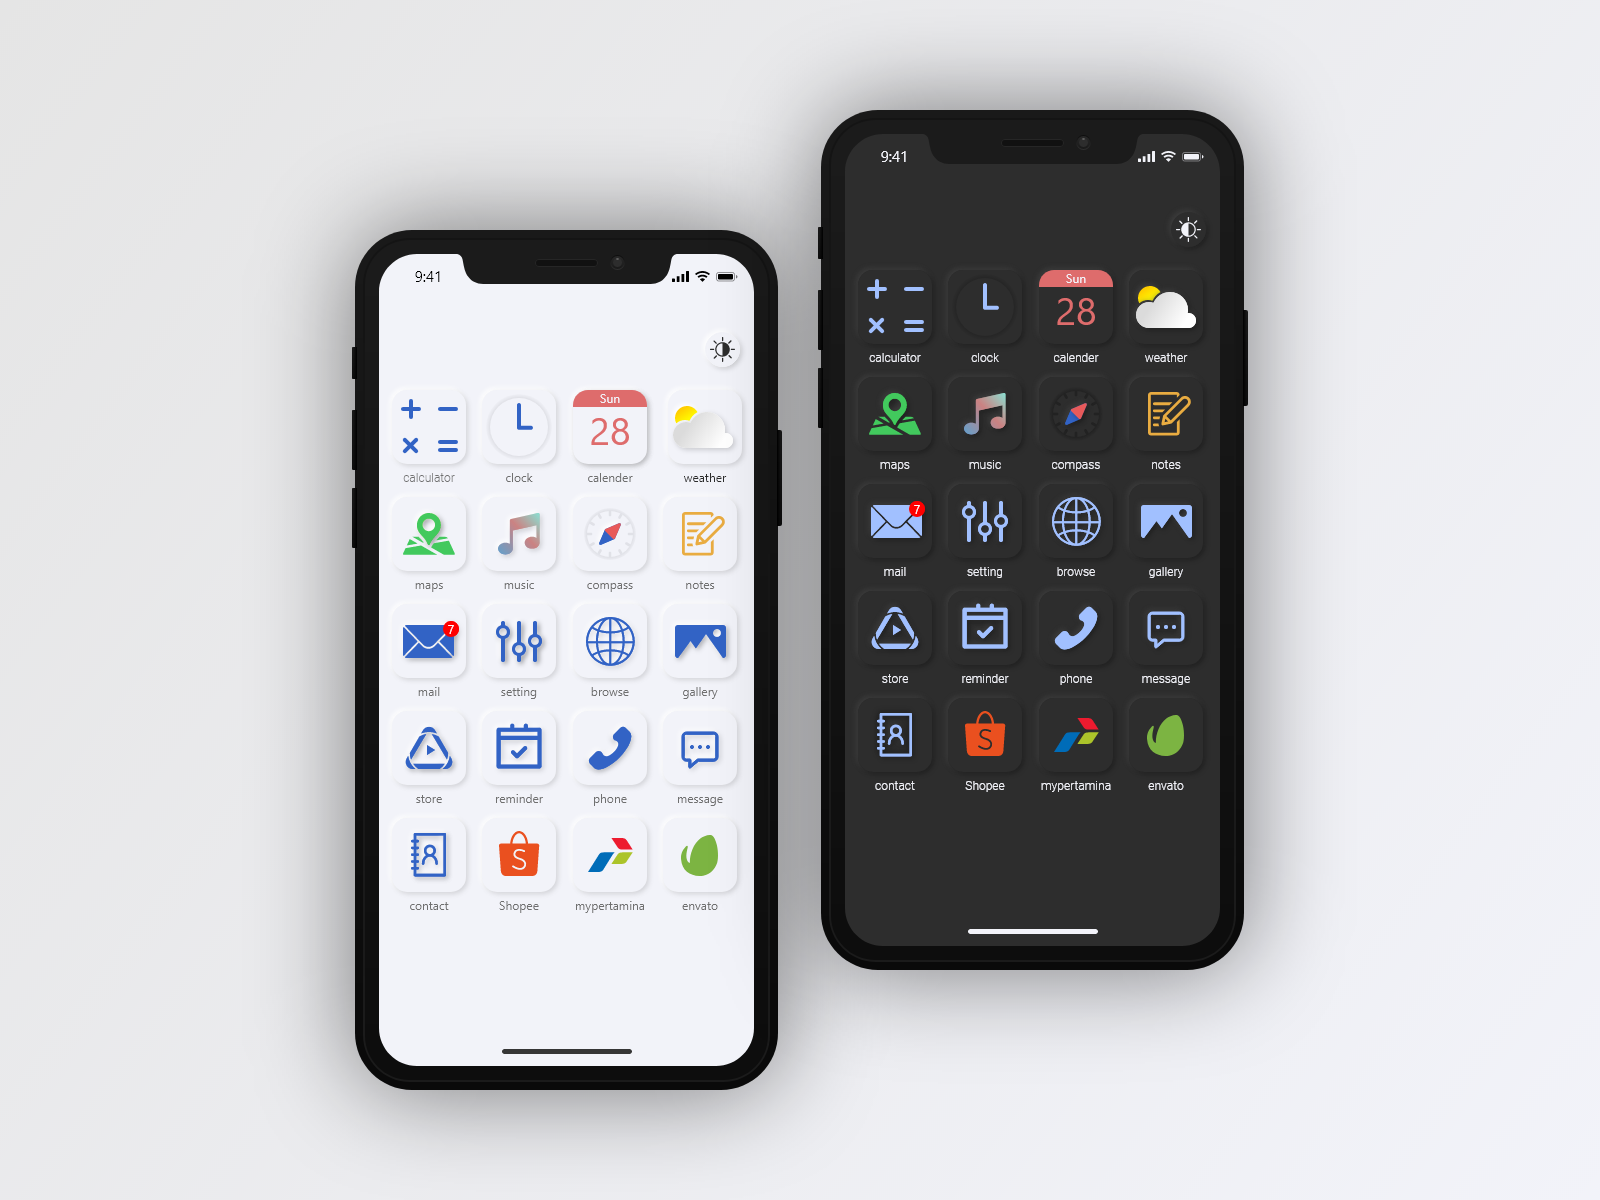 9:41
Sun
28
calculator clock calender weather
maps music compass notes
7
mail setting browse gallery
store reminder phone message
S
contact Shopee mypertamina envato
9:41
Sun
28
calculator clock calender weather
maps music compass notes
7
mail setting browse gallery
store reminder phone message
S
contact Shopee mypertamina envato